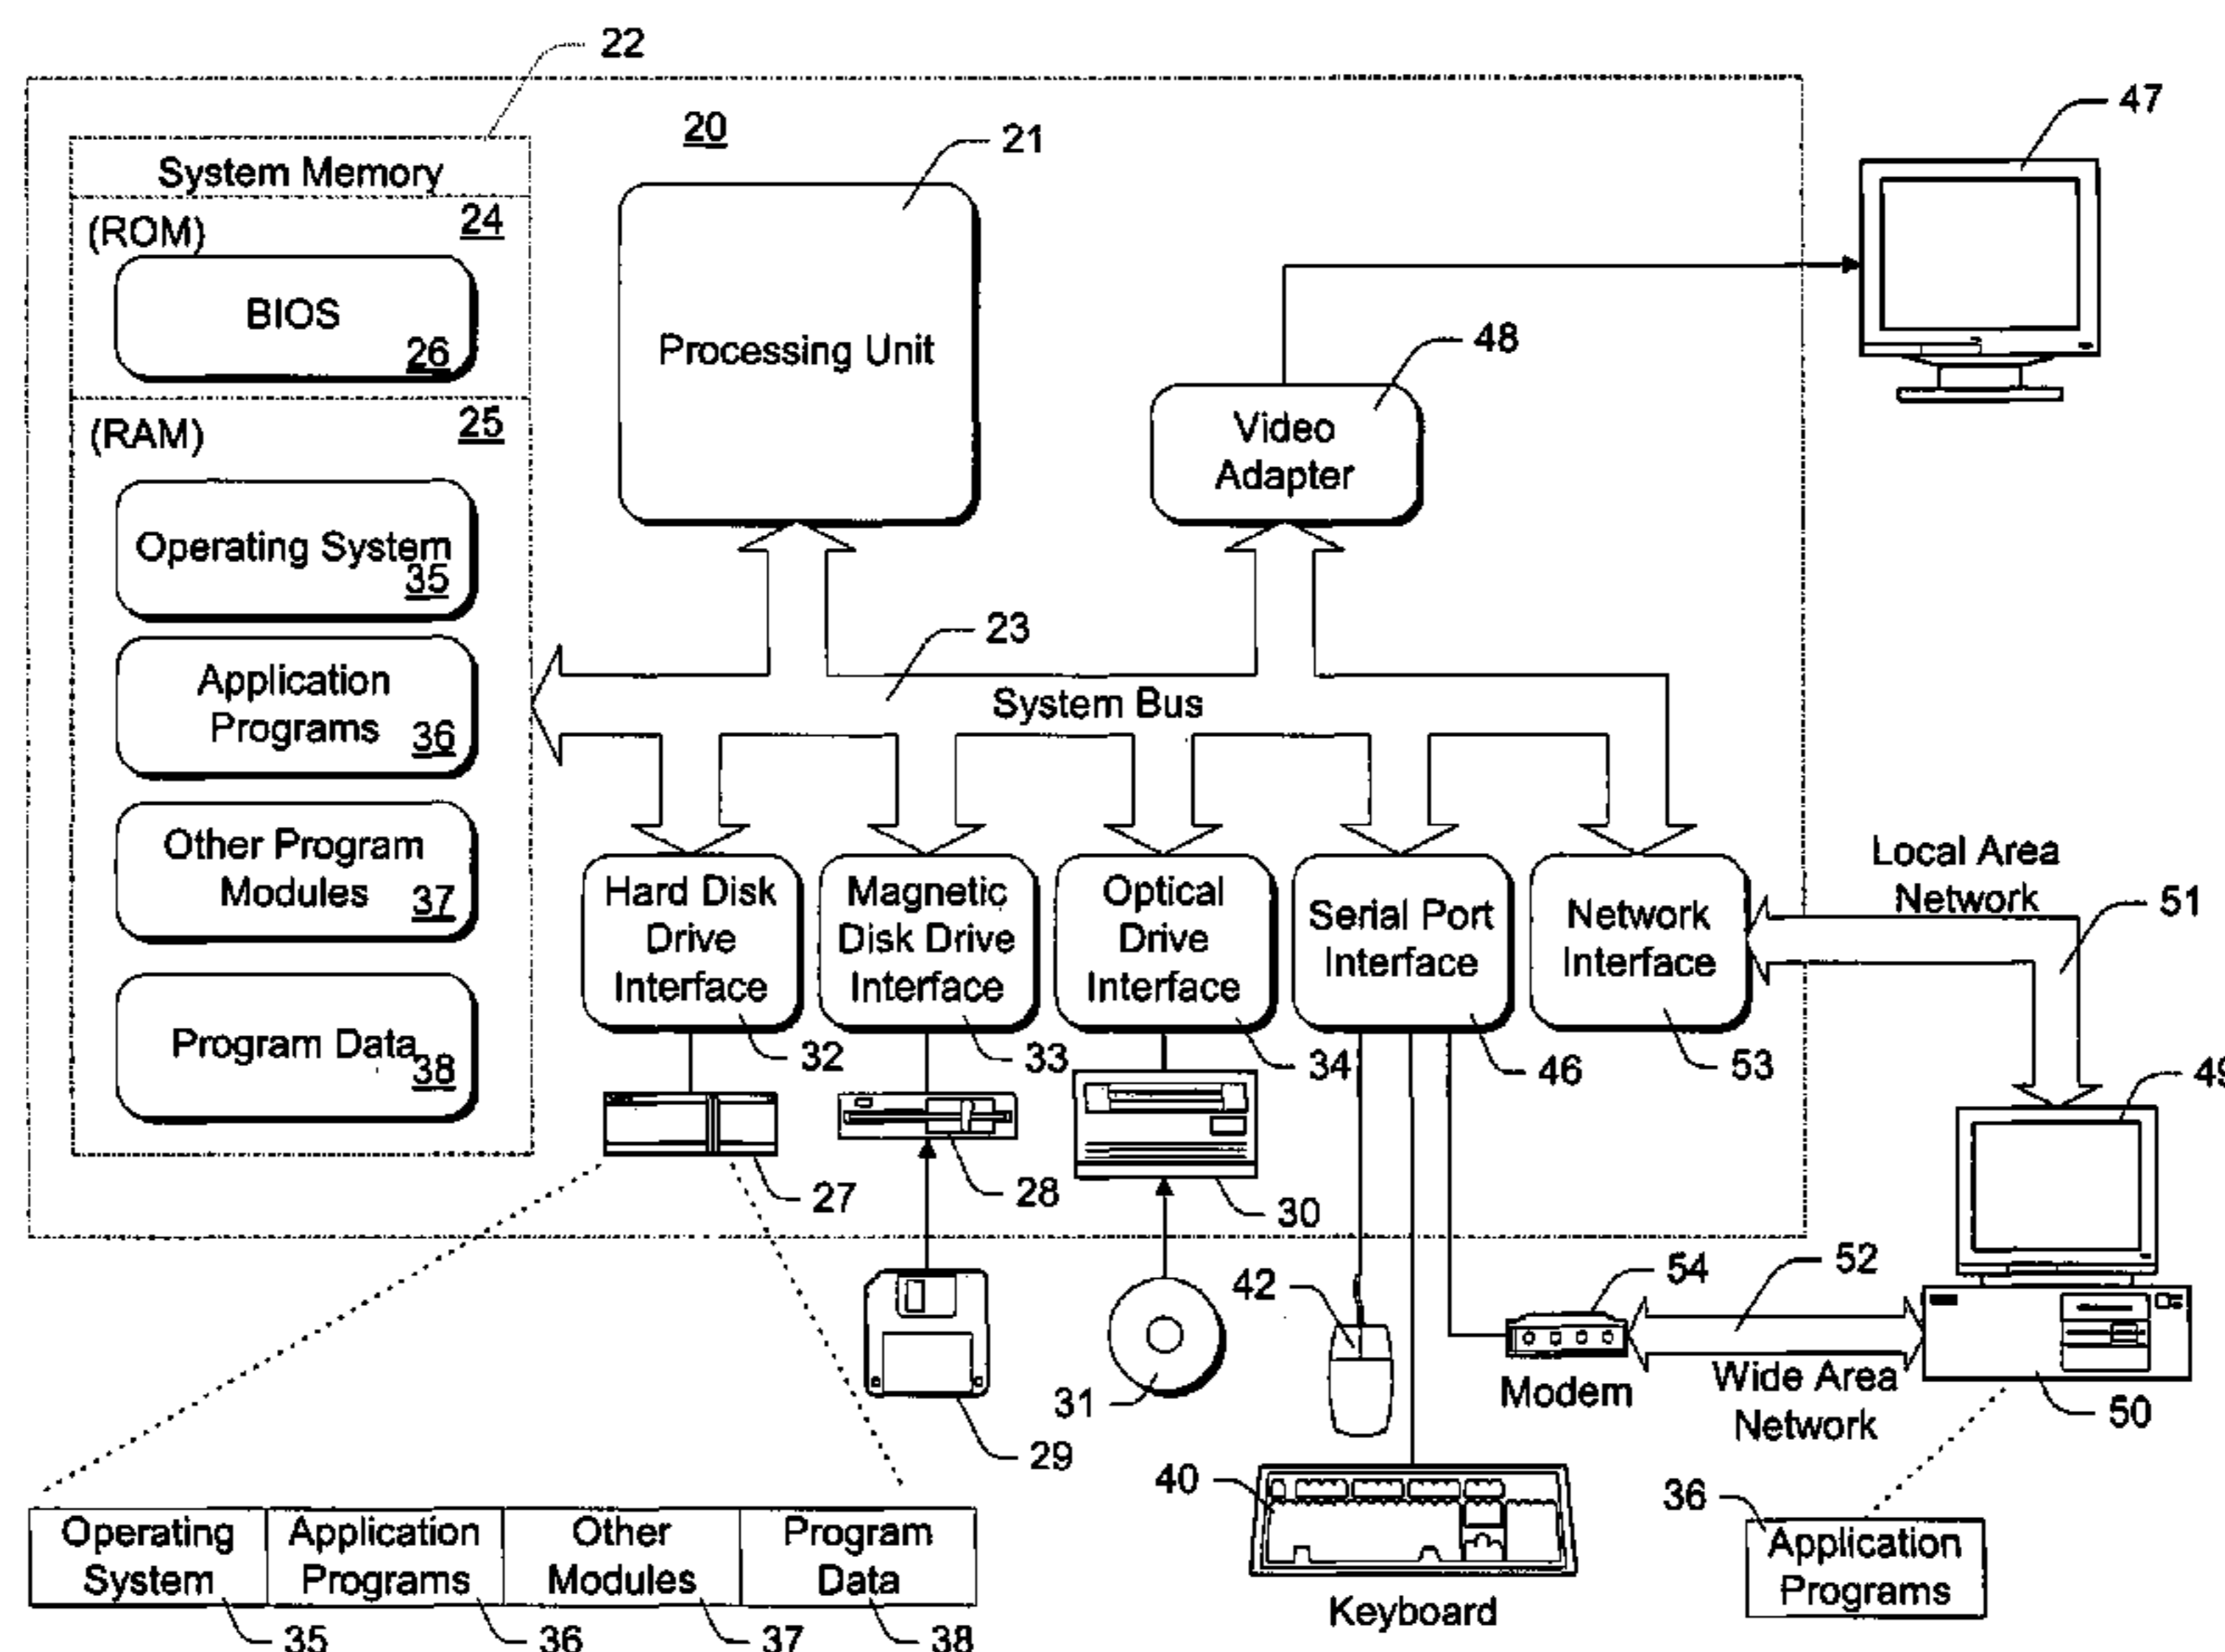 22
20
21
47
System Memory
(ROM)
24
BIOS
26
(RAM)
25
Operating System
35
Application
Programs
36
Other Program
Modules
37
Program Data
38
Processing Unit
48
Video
Adapter
23
System Bus
Hard Disk
Drive
Interface
32
Magnetic
Disk Drive
Interface
33
Optical
Drive
Interface
34
Serial Port
Interface
46
Network
Interface
53
Local Area
Network
51
49
27
28
30
29
31
42
54
52
Modem
Wide Area
Network
50
40
Keyboard
36
Application
Programs
Operating
System
35
Application
Programs
36
Other
Modules
37
Program
Data
38